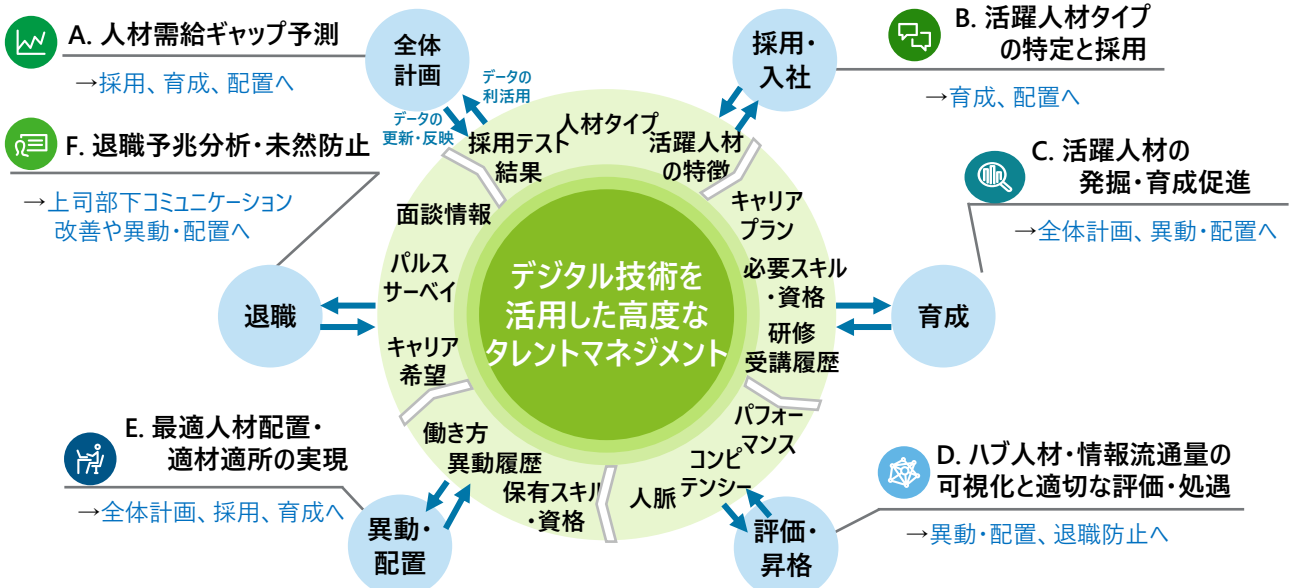 A. 人材需給ギャップ予測
→採用、育成、配置へ
全体
計画
データの
利活用
データの
更新・反映
採用・
入社
B. 活躍人材タイプ
の特定と採用
→育成、配置へ
F. 退職予兆分析・未然防止
→上司部下コミュニケーション
改善や異動・配置へ
C. 活躍人材の
発掘・育成促進
→全体計画、異動・配置へ
採用テスト
結果
人材タイプ
活躍人材
の特徴
面談情報
パルス
サーベイ
キャリア
希望
キャリア
プラン
必要スキル
・資格
研修
受講履歴
デジタル技術を
活用した高度な
タレントマネジメント
退職
育成
E. 最適人材配置・
適材適所の実現
→全体計画、採用、育成へ
働き方
異動履歴
保有スキル
・資格
人脈
コンピ
テンシー
パフォー
マンス
異動・
配置
評価・
昇格
D. ハブ人材・情報流通量の
可視化と適切な評価・処遇
→異動・配置、退職防止へ